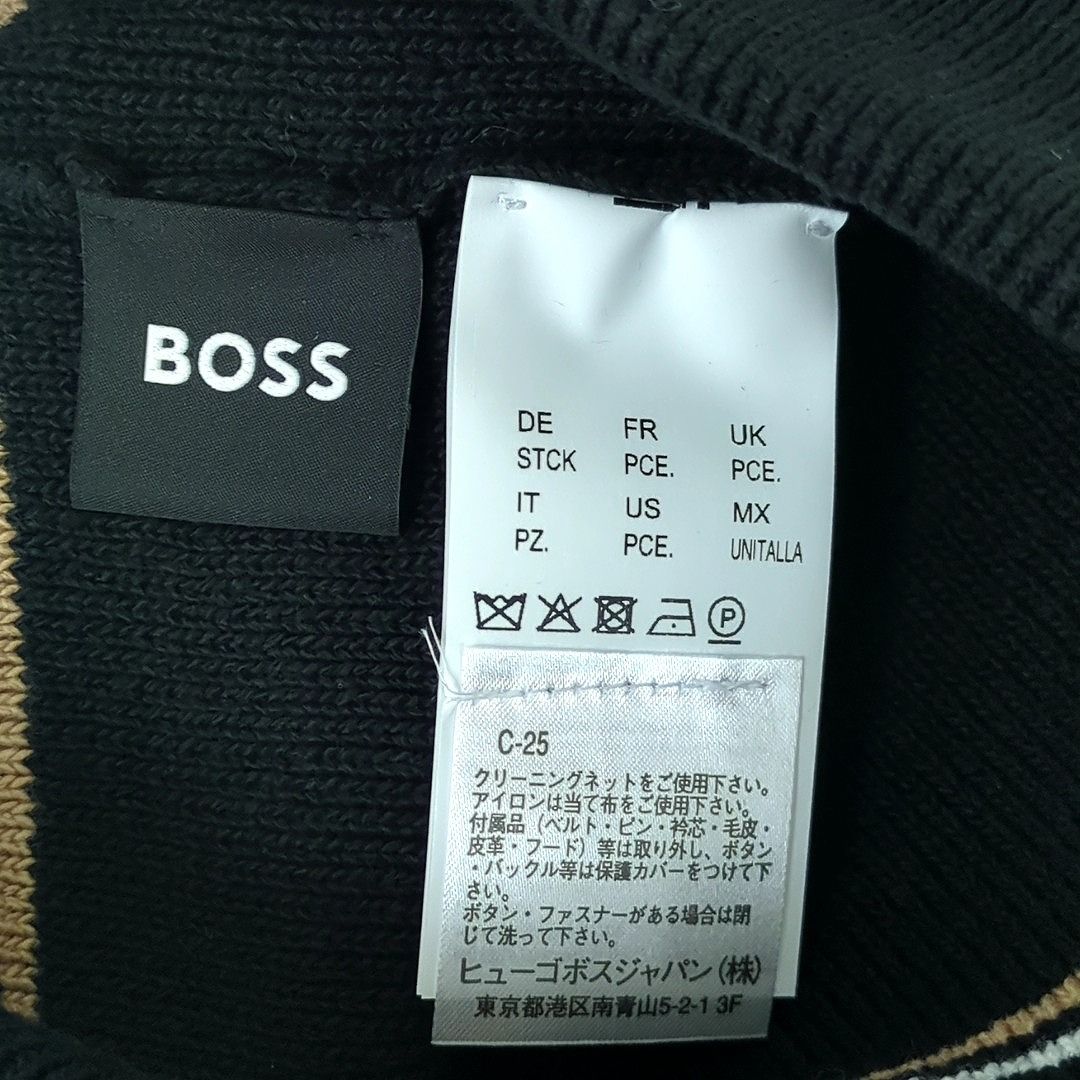 BOSS
DE FR UK
STCK PCE. PCE.
IT US MX
PZ. PCE. UNITALLA
P
C-25
クリーニングネットをご使用下さい。
アイロンは当て布をご使用下さい。
付属品（ベルト・ピン・衿芯・毛皮・
皮革・フード）等は取り外し、ボタン
・バックル等は保護カバーをつけて下
さい。
ボタン・ファスナーがある場合は閉
じて洗って下さい。
ヒューゴボスジャパン（株）
東京都港区南青山5-2-1 3F